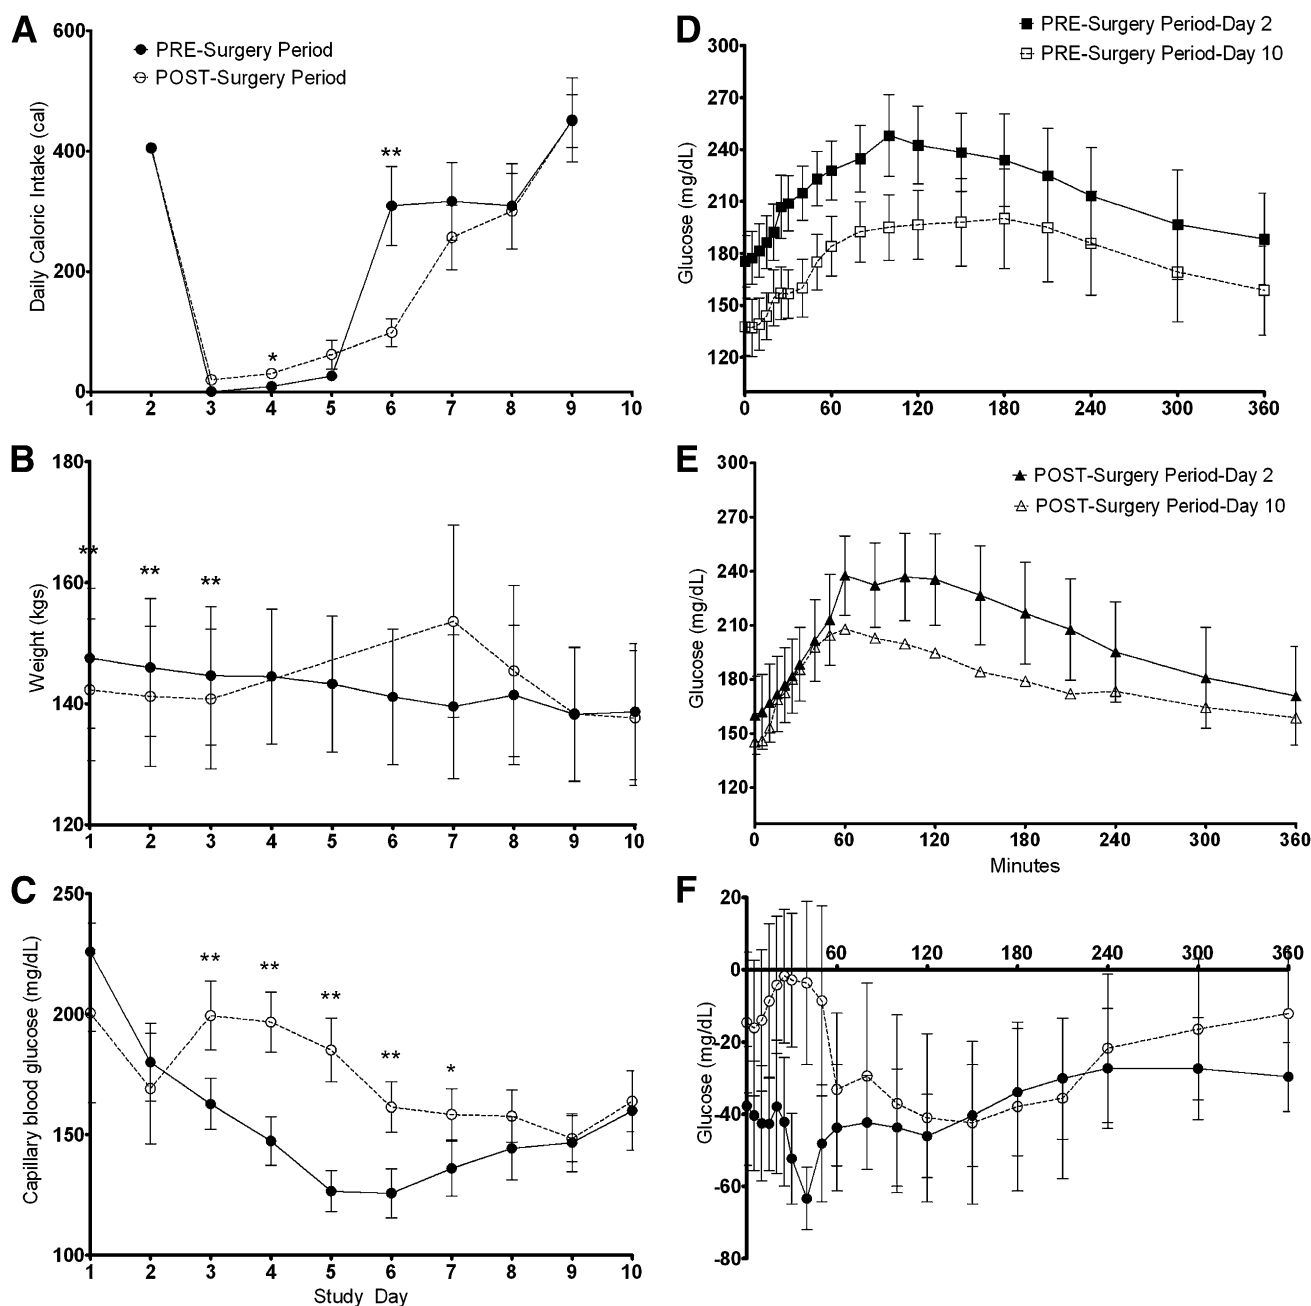 A
600
400
200
0
Daily Caloric Intake (cal)
PRE-Surgery Period
POST-Surgery Period
*
**
1 2 3 4 5 6 7 8 9 10
B
180
160
140
120
Weight (kgs)
** ** **
1 2 3 4 5 6 7 8 9 10
C
250
200
150
100
Capillary blood glucose (mg/dL)
** ** ** ** *
1 2 3 4 5 6 7 8 9 10
Study Day
D
PRE-Surgery Period-Day 2
PRE-Surgery Period-Day 10
300
270
240
210
180
150
120
Glucose (mg/dL)
0 60 120 180 240 300 360
E
POST-Surgery Period-Day 2
POST-Surgery Period-Day 10
300
270
240
210
180
150
120
Glucose (mg/dL)
0 60 120 180 240 300 360
Minutes
F
20
0
-20
-40
-60
-80
Glucose (mg/dL)
60 120 180 240 300 360